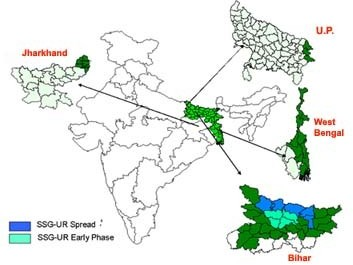 U.P.
Jharkhand
West
Bengal
SSG-UR Spread
SSG-UR Early Phase
Bihar